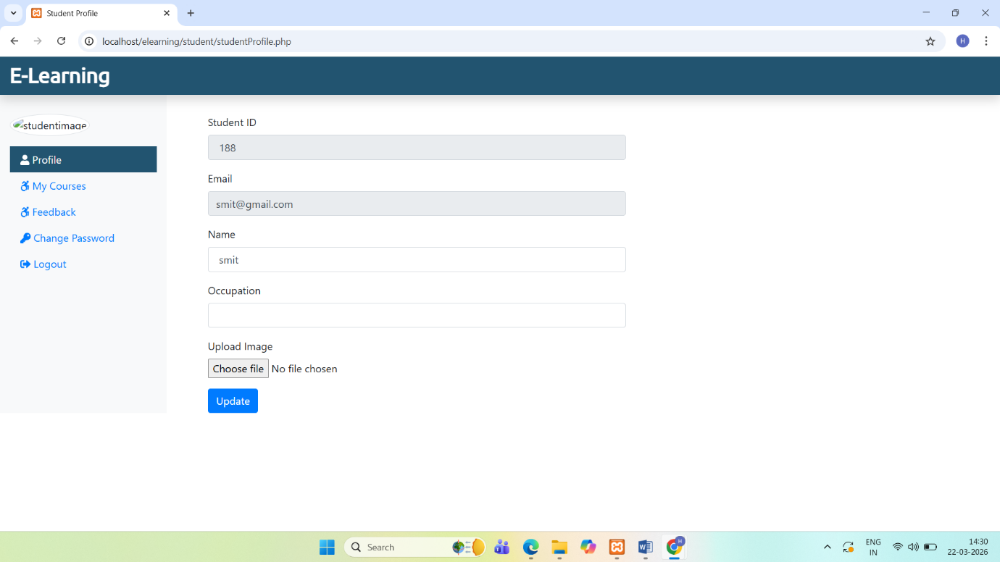 Student Profile
localhost/elearning/student/studentProfile.php
H
E-Learning
studentimage
Profile
My Courses
Feedback
Change Password
Logout
Student ID
188
Email
smit@gmail.com
Name
smit
Occupation
Upload Image
Choose file No file chosen
Update
Search
H
ENG
IN
14:30
22-03-2026